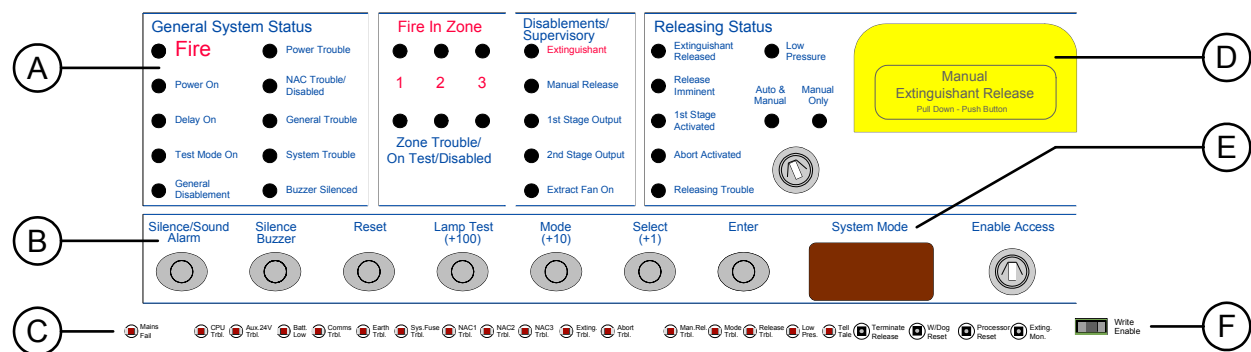 General System Status
Fire
Power On
Delay On
Test Mode On
General
Disablement
Power Trouble
NAC Trouble/
Disabled
General Trouble
System Trouble
Buzzer Silenced
Fire In Zone
1 2 3
Zone Trouble/
On Test/Disabled
Disablements/
Supervisory
Extinguishant
Manual Release
1st Stage Output
2nd Stage Output
Extract Fan On
Releasing Status
Extinguishant
Released
Release
Imminent
1st Stage
Activated
Abort Activated
Releasing Trouble
Low
Pressure
Auto &
Manual
Manual
Only
Manual
Extinguishant Release
Pull Down - Push Button
A
D
E
B
Silence/Sound
Alarm
Silence
Buzzer
Reset
Lamp Test
(+100)
Mode
(+10)
Select
(+1)
Enter
System Mode
Enable Access
C
Mains
Fail
CPU
Trbl.
Aux.24V
Trbl.
Batt.
Low
Comms
Trbl.
Earth
Trbl.
Sys.Fuse
Trbl.
NAC1
Trbl.
NAC2
Trbl.
NAC3
Trbl.
Exting.
Trbl.
Abort
Trbl.
Man.Rel.
Trbl.
Mode
Trbl.
Release
Trbl.
Low
Pres.
Tell
Tale
Terminate
Release
W/Dog
Reset
Processor
Reset
Exting.
Mon.
Write
Enable
F